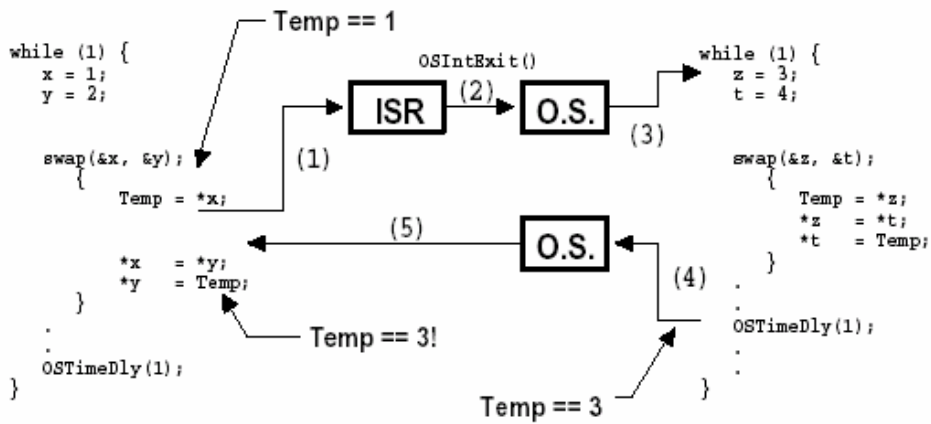 Temp == 1
while (1) {
x = 1;
y = 2;
OSIntExit()
while (1) {
z = 3;
t = 4;
ISR
(2)
O.S.
(3)
swap(&x, &y);
{
Temp = *x;
(1)
swap(&z, &t);
{
Temp = *z;
*z = *t;
*t = Temp;
}
.
.
OSTimeDly(1);
.
.
}
(5)
O.S.
(4)
*x = *y;
*y = Temp;
}
.
.
OSTimeDly(1);
}
Temp == 3!
Temp == 3